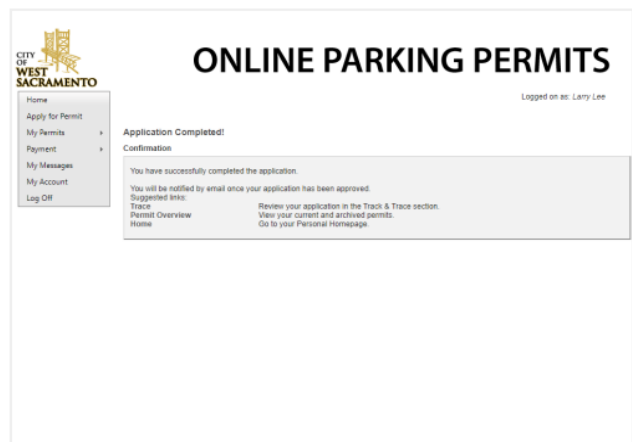 CITY
OF
WEST
SACRAMENTO
ONLINE PARKING PERMITS
Logged on as: Larry Lee
Home
Apply for Permit
My Permits
Payment
My Messages
My Account
Log Off
Application Completed!
Confirmation
You have successfully completed the application.
You will be notified by email once your application has been approved.
Suggested links:
Trace Review your application in the Track & Trace section.
Permit Overview View your current and archived permits.
Home Go to your Personal Homepage.